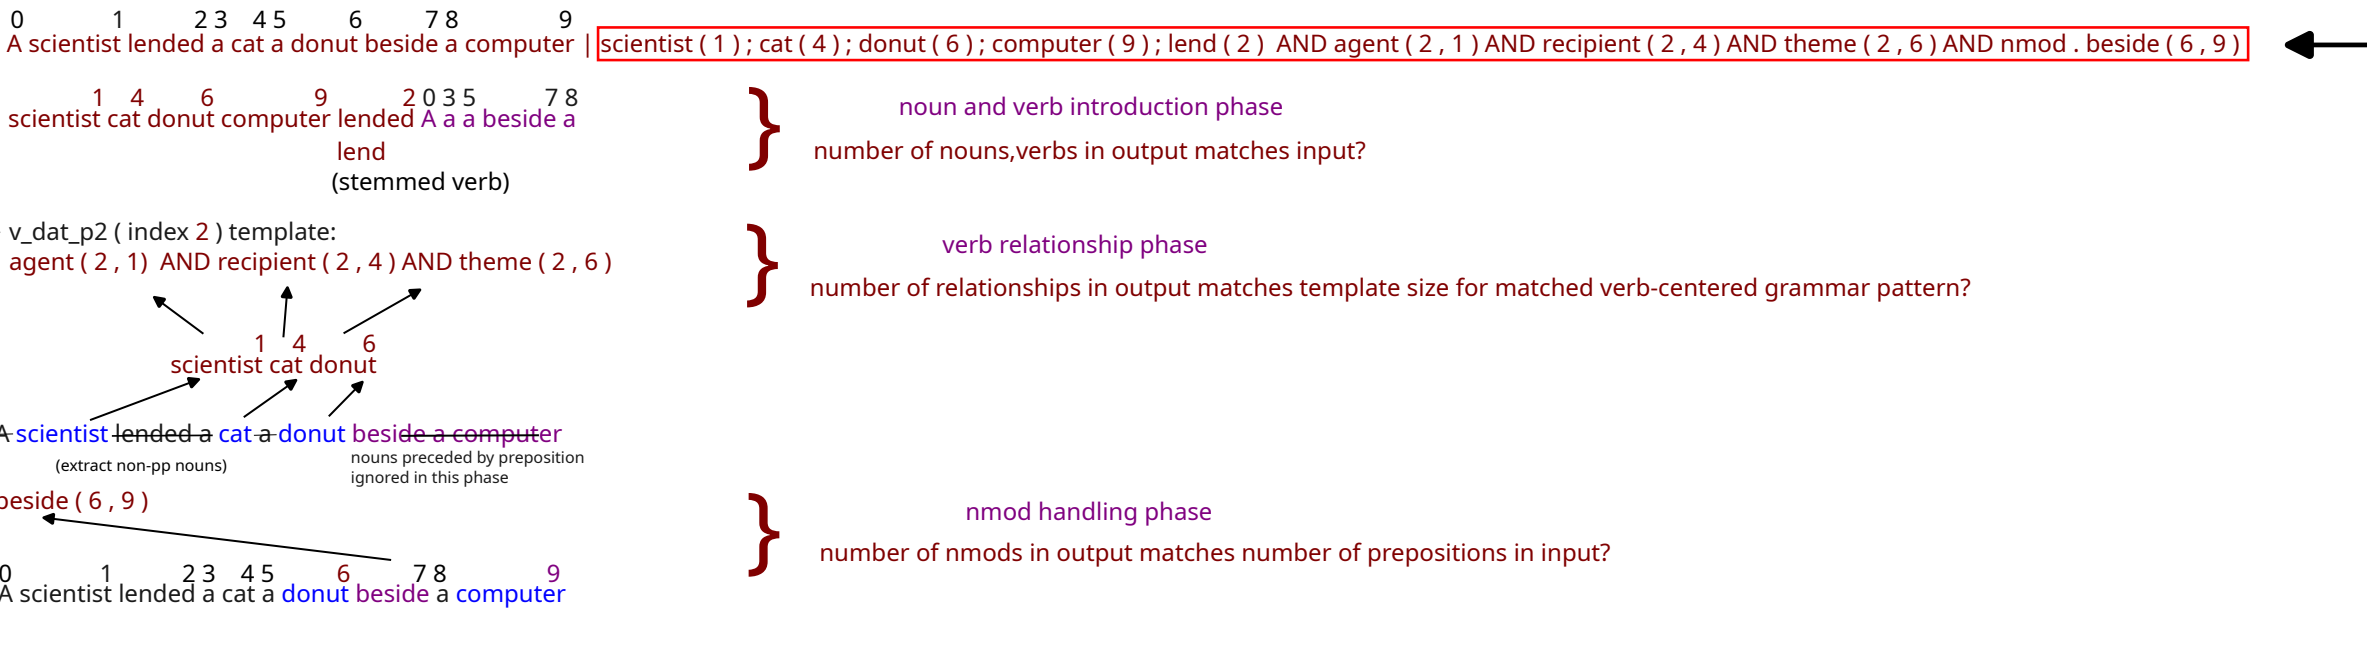 0 1 2 3 4 5 6 7 8 9
A scientist lended a cat a donut beside a computer | scientist ( 1 ) ; cat ( 4 ) ; donut ( 6 ) ; computer ( 9 ) ; lend ( 2 ) AND agent ( 2 , 1 ) AND recipient ( 2 , 4 ) AND theme ( 2 , 6 ) AND nmod . beside ( 6 , 9 )
1 4 6 9 2 0 3 5 7 8
scientist cat donut computer lended A a a beside a
lend
(stemmed verb)
} noun and verb introduction phase
number of nouns,verbs in output matches input?
v_dat_p2 ( index 2 ) template:
agent ( 2 , 1) AND recipient ( 2 , 4 ) AND theme ( 2 , 6 )
} verb relationship phase
number of relationships in output matches template size for matched verb-centered grammar pattern?
1 4 6
scientist cat donut
A scientist lended a cat a donut beside a computer
(extract non-pp nouns)
nouns preceded by preposition
ignored in this phase
beside ( 6 , 9 )
} nmod handling phase
number of nmods in output matches number of prepositions in input?
0 1 2 3 4 5 6 7 8 9
A scientist lended a cat a donut beside a computer